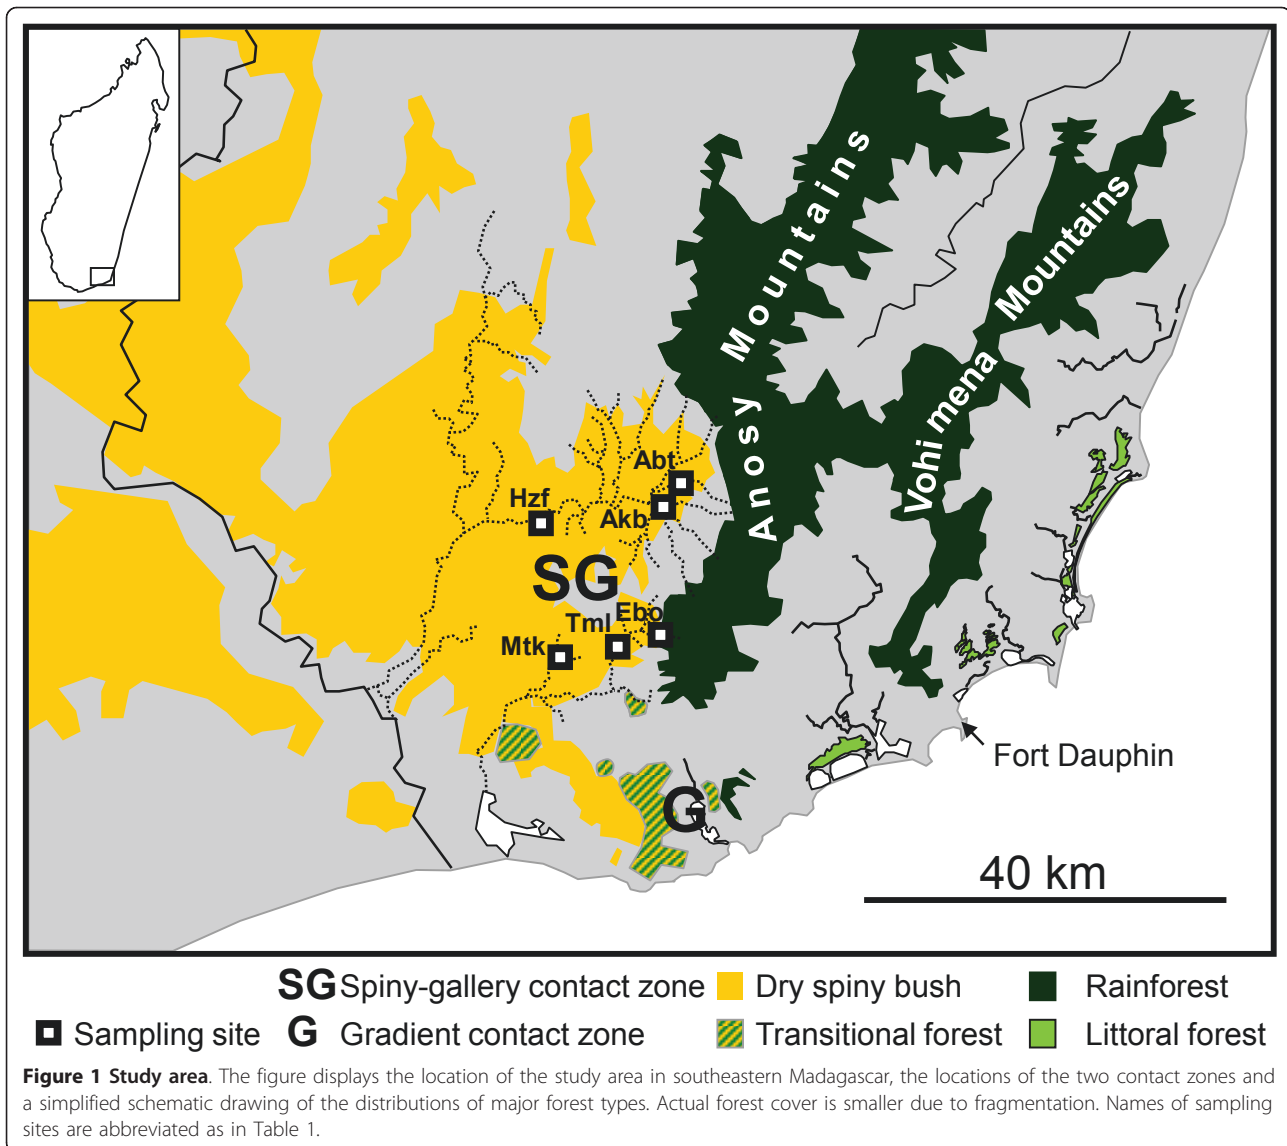 Anosy Mountains
Vohimena Mountains
Abt
Hzf
Akb
SG
Ebo
Tml
Mtk
Fort Dauphin
G
40 km
SG Spiny-gallery contact zone
Dry spiny bush
Rainforest
Sampling site
G Gradient contact zone
Transitional forest
Littoral forest
Figure 1 Study area. The figure displays the location of the study area in southeastern Madagascar, the locations of the two contact zones and
a simplified schematic drawing of the distributions of major forest types. Actual forest cover is smaller due to fragmentation. Names of sampling
sites are abbreviated as in Table 1.